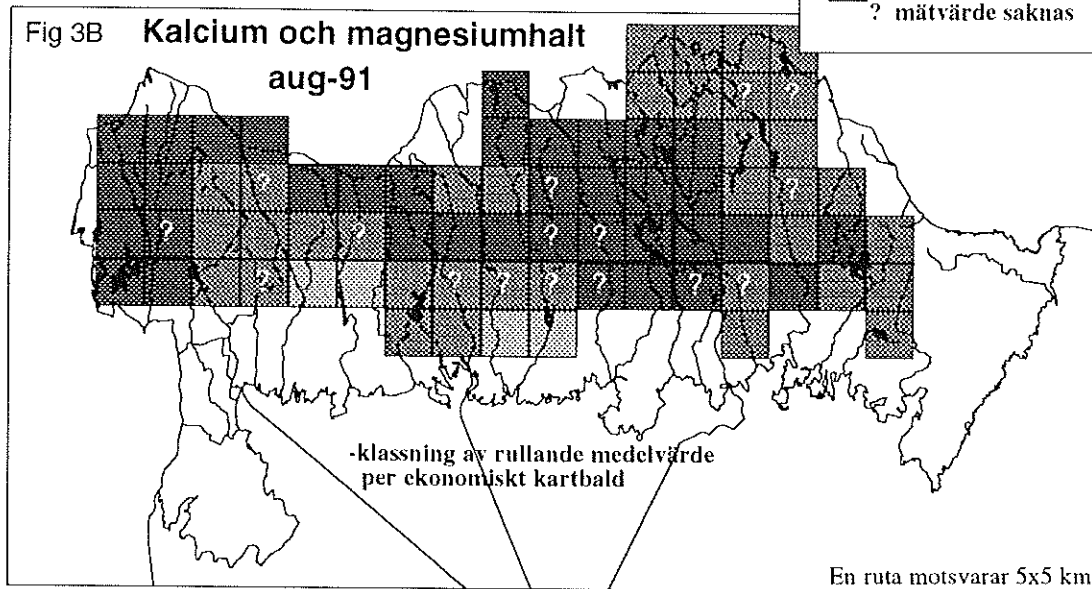 ? mätvärde saknas
Fig 3B Kalcium och magnesiumhalt
aug-91
? ?
? ? ?
? ? ? ?
? ? ? ? ? ?
-klassning av rullande medelvärde
per ekonomiskt kartbald
En ruta motsvarar 5x5 km